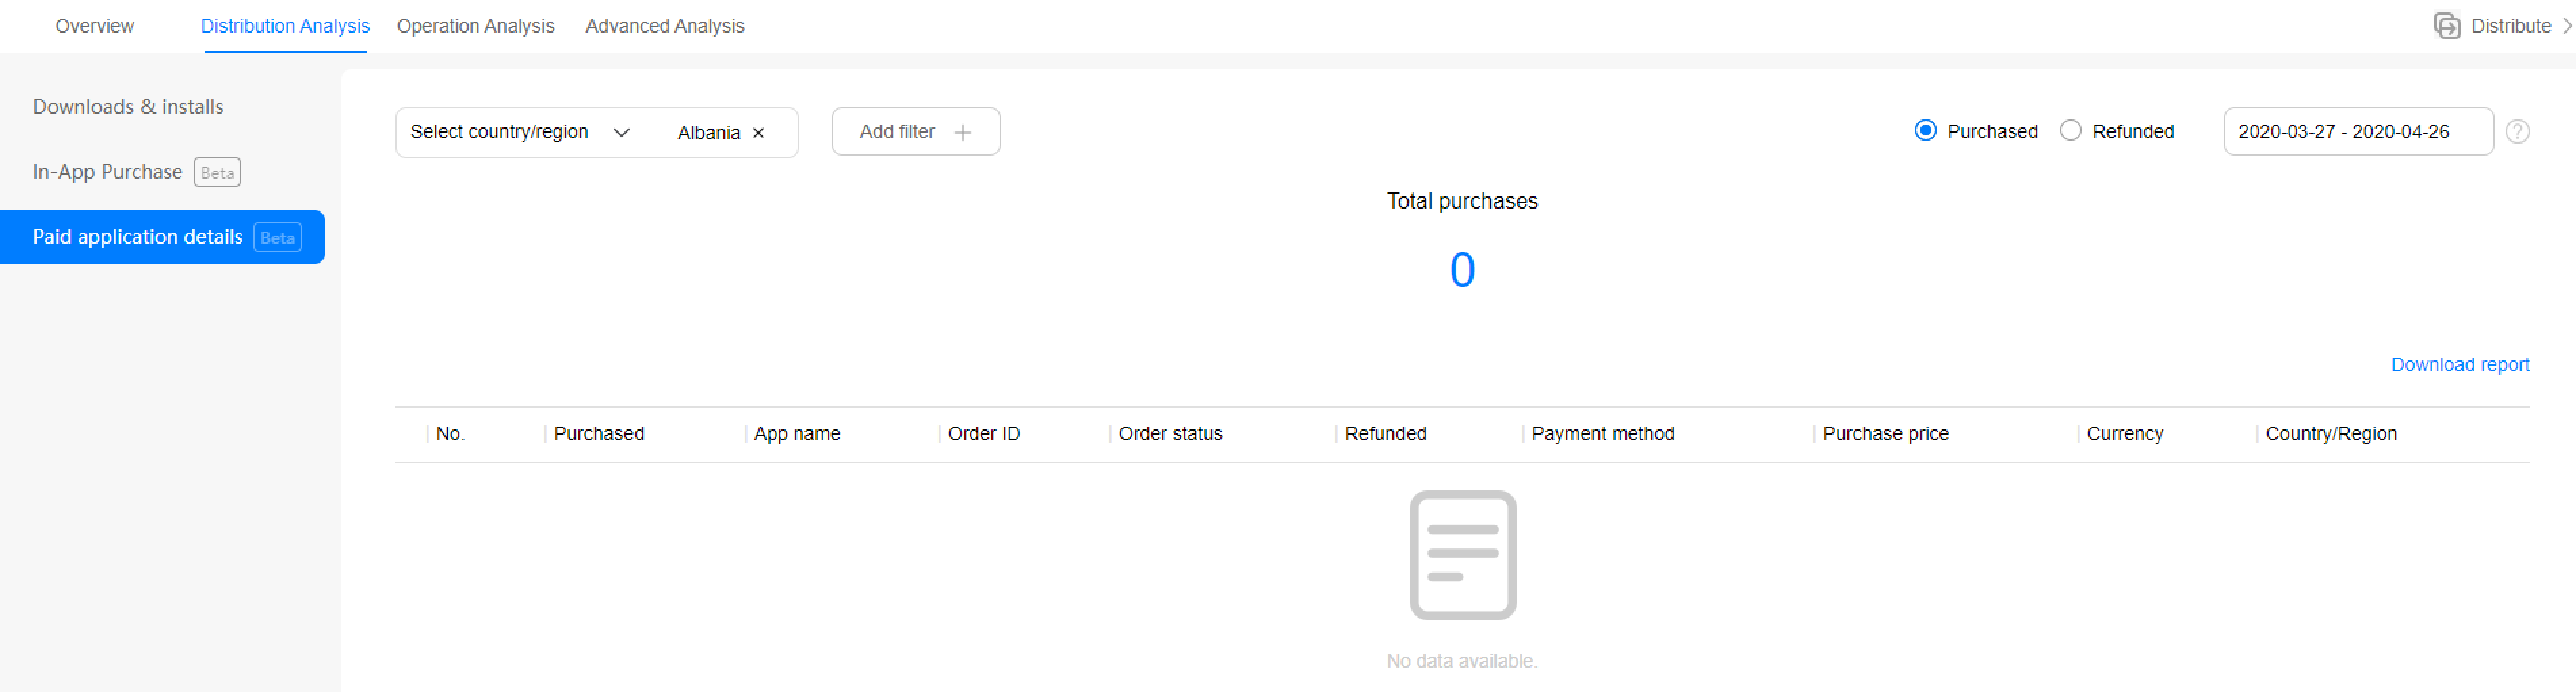 Overview Distribution Analysis Operation Analysis Advanced Analysis Distribute
Downloads & installs
In-App Purchase Beta
Paid application details Beta
Select country/region Albania × Add filter + Purchased Refunded 2020-03-27 - 2020-04-26 ?
Total purchases
0
Download report
No. Purchased App name Order ID Order status Refunded Payment method Purchase price Currency Country/Region
No data available.